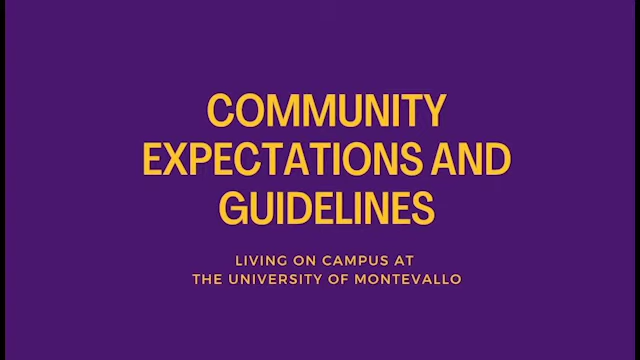 COMMUNITY
EXPECTATIONS AND
GUIDELINES
LIVING ON CAMPUS AT
THE UNIVERSITY OF MONTEVALLO